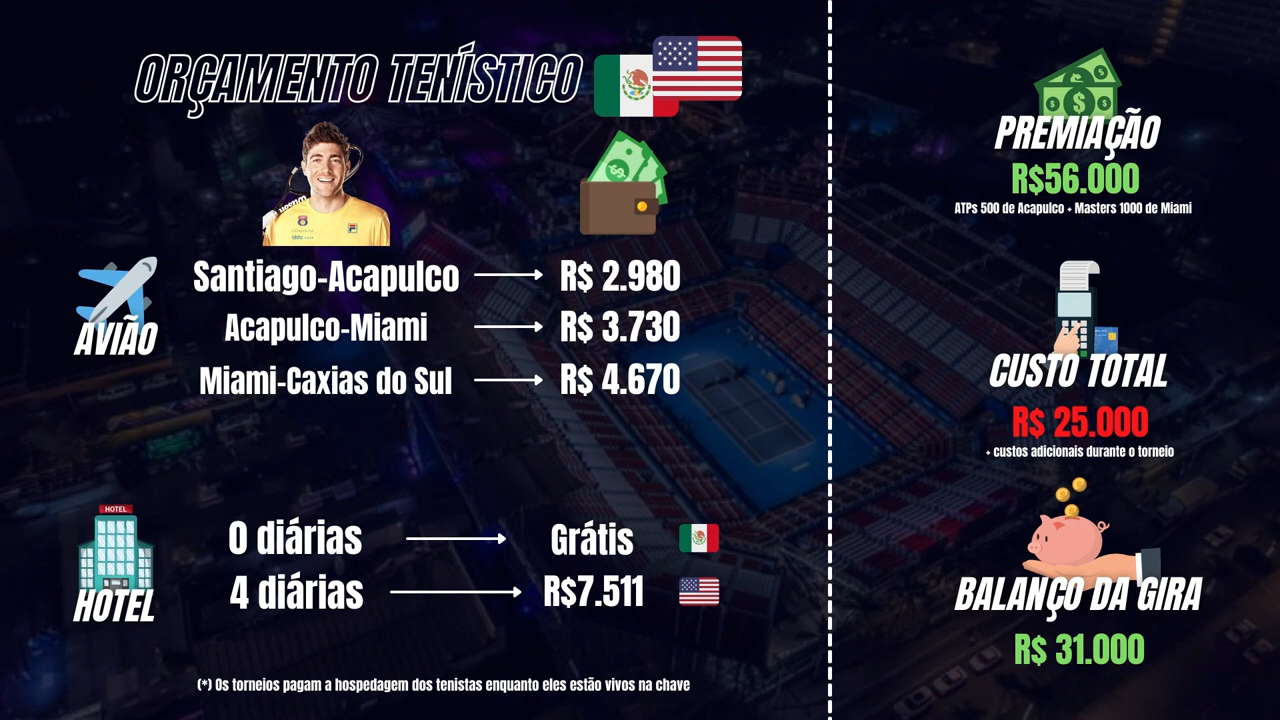 ORÇAMENTO TENÍSTICO
AVIÃO
Santiago-Acapulco R$ 2.980
Acapulco-Miami R$ 3.730
Miami-Caxias do Sul R$ 4.670
HOTEL
HOTEL
0 diárias Grátis
4 diárias R$7.511
(*) Os torneios pagam a hospedagem dos tenistas enquanto eles estão vivos na chave
PREMIAÇÃO
R$56.000
ATPs 500 de Acapulco + Masters 1000 de Miami
CUSTO TOTAL
R$ 25.000
+ custos adicionais durante o torneio
BALANÇO DA GIRA
R$ 31.000